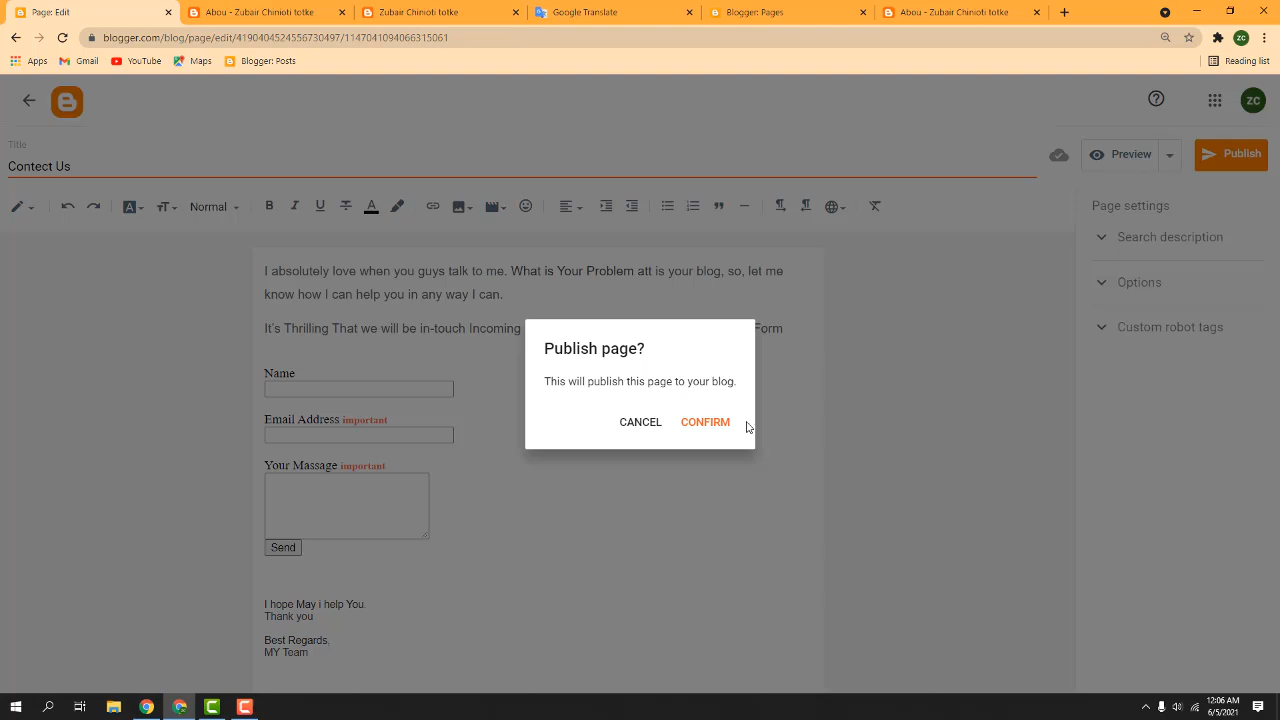 Page: Edit
Abou - Zubair Chinioti totke
Zubair Chinioti totke
Google Translate
Blogger: Pages
Abou - Zubair Chinioti totke
blogger.com/blog/page/edit/4190404524556730497/1147041094066315061
ZC
Apps
Gmail
YouTube
Maps
Blogger: Posts
Reading list
ZC
Title
Contect Us
Preview
Publish
Normal
Page settings
Search description
Options
Custom robot tags
I absolutely love when you guys talk to me. What is Your Problem att is your blog, so, let me
know how I can help you in any way I can.
It's Thrilling That we will be in-touch Incoming
Form
Publish page?
This will publish this page to your blog.
CANCEL
CONFIRM
Name
Email Address important
Your Massage important
Send
I hope May i help You.
Thank you
Best Regards,
MY Team
12:06 AM
6/5/2021